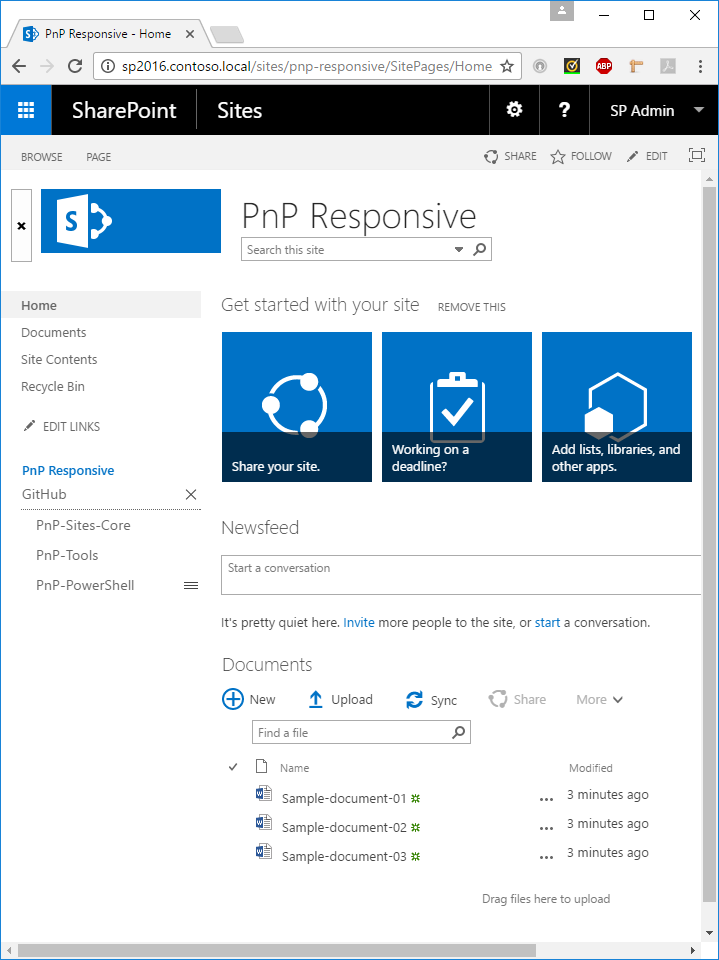 PnP Responsive - Home
sp2016.contoso.local/sites/pnp-responsive/SitePages/Home
ABP
SharePoint
Sites
?
SP Admin
BROWSE
PAGE
SHARE
FOLLOW
EDIT
S
PnP Responsive
Search this site
Home
Documents
Site Contents
Recycle Bin
EDIT LINKS
PnP Responsive
GitHub
PnP-Sites-Core
PnP-Tools
PnP-PowerShell
Get started with your site
REMOVE THIS
Share your site.
Working on a
deadline?
Add lists, libraries, and
other apps.
Newsfeed
Start a conversation
It's pretty quiet here. Invite more people to the site, or start a conversation.
Documents
New
Upload
Sync
Share
More
Find a file
Name
Modified
Sample-document-01 ... 3 minutes ago
Sample-document-02 ... 3 minutes ago
Sample-document-03 ... 3 minutes ago
Drag files here to upload